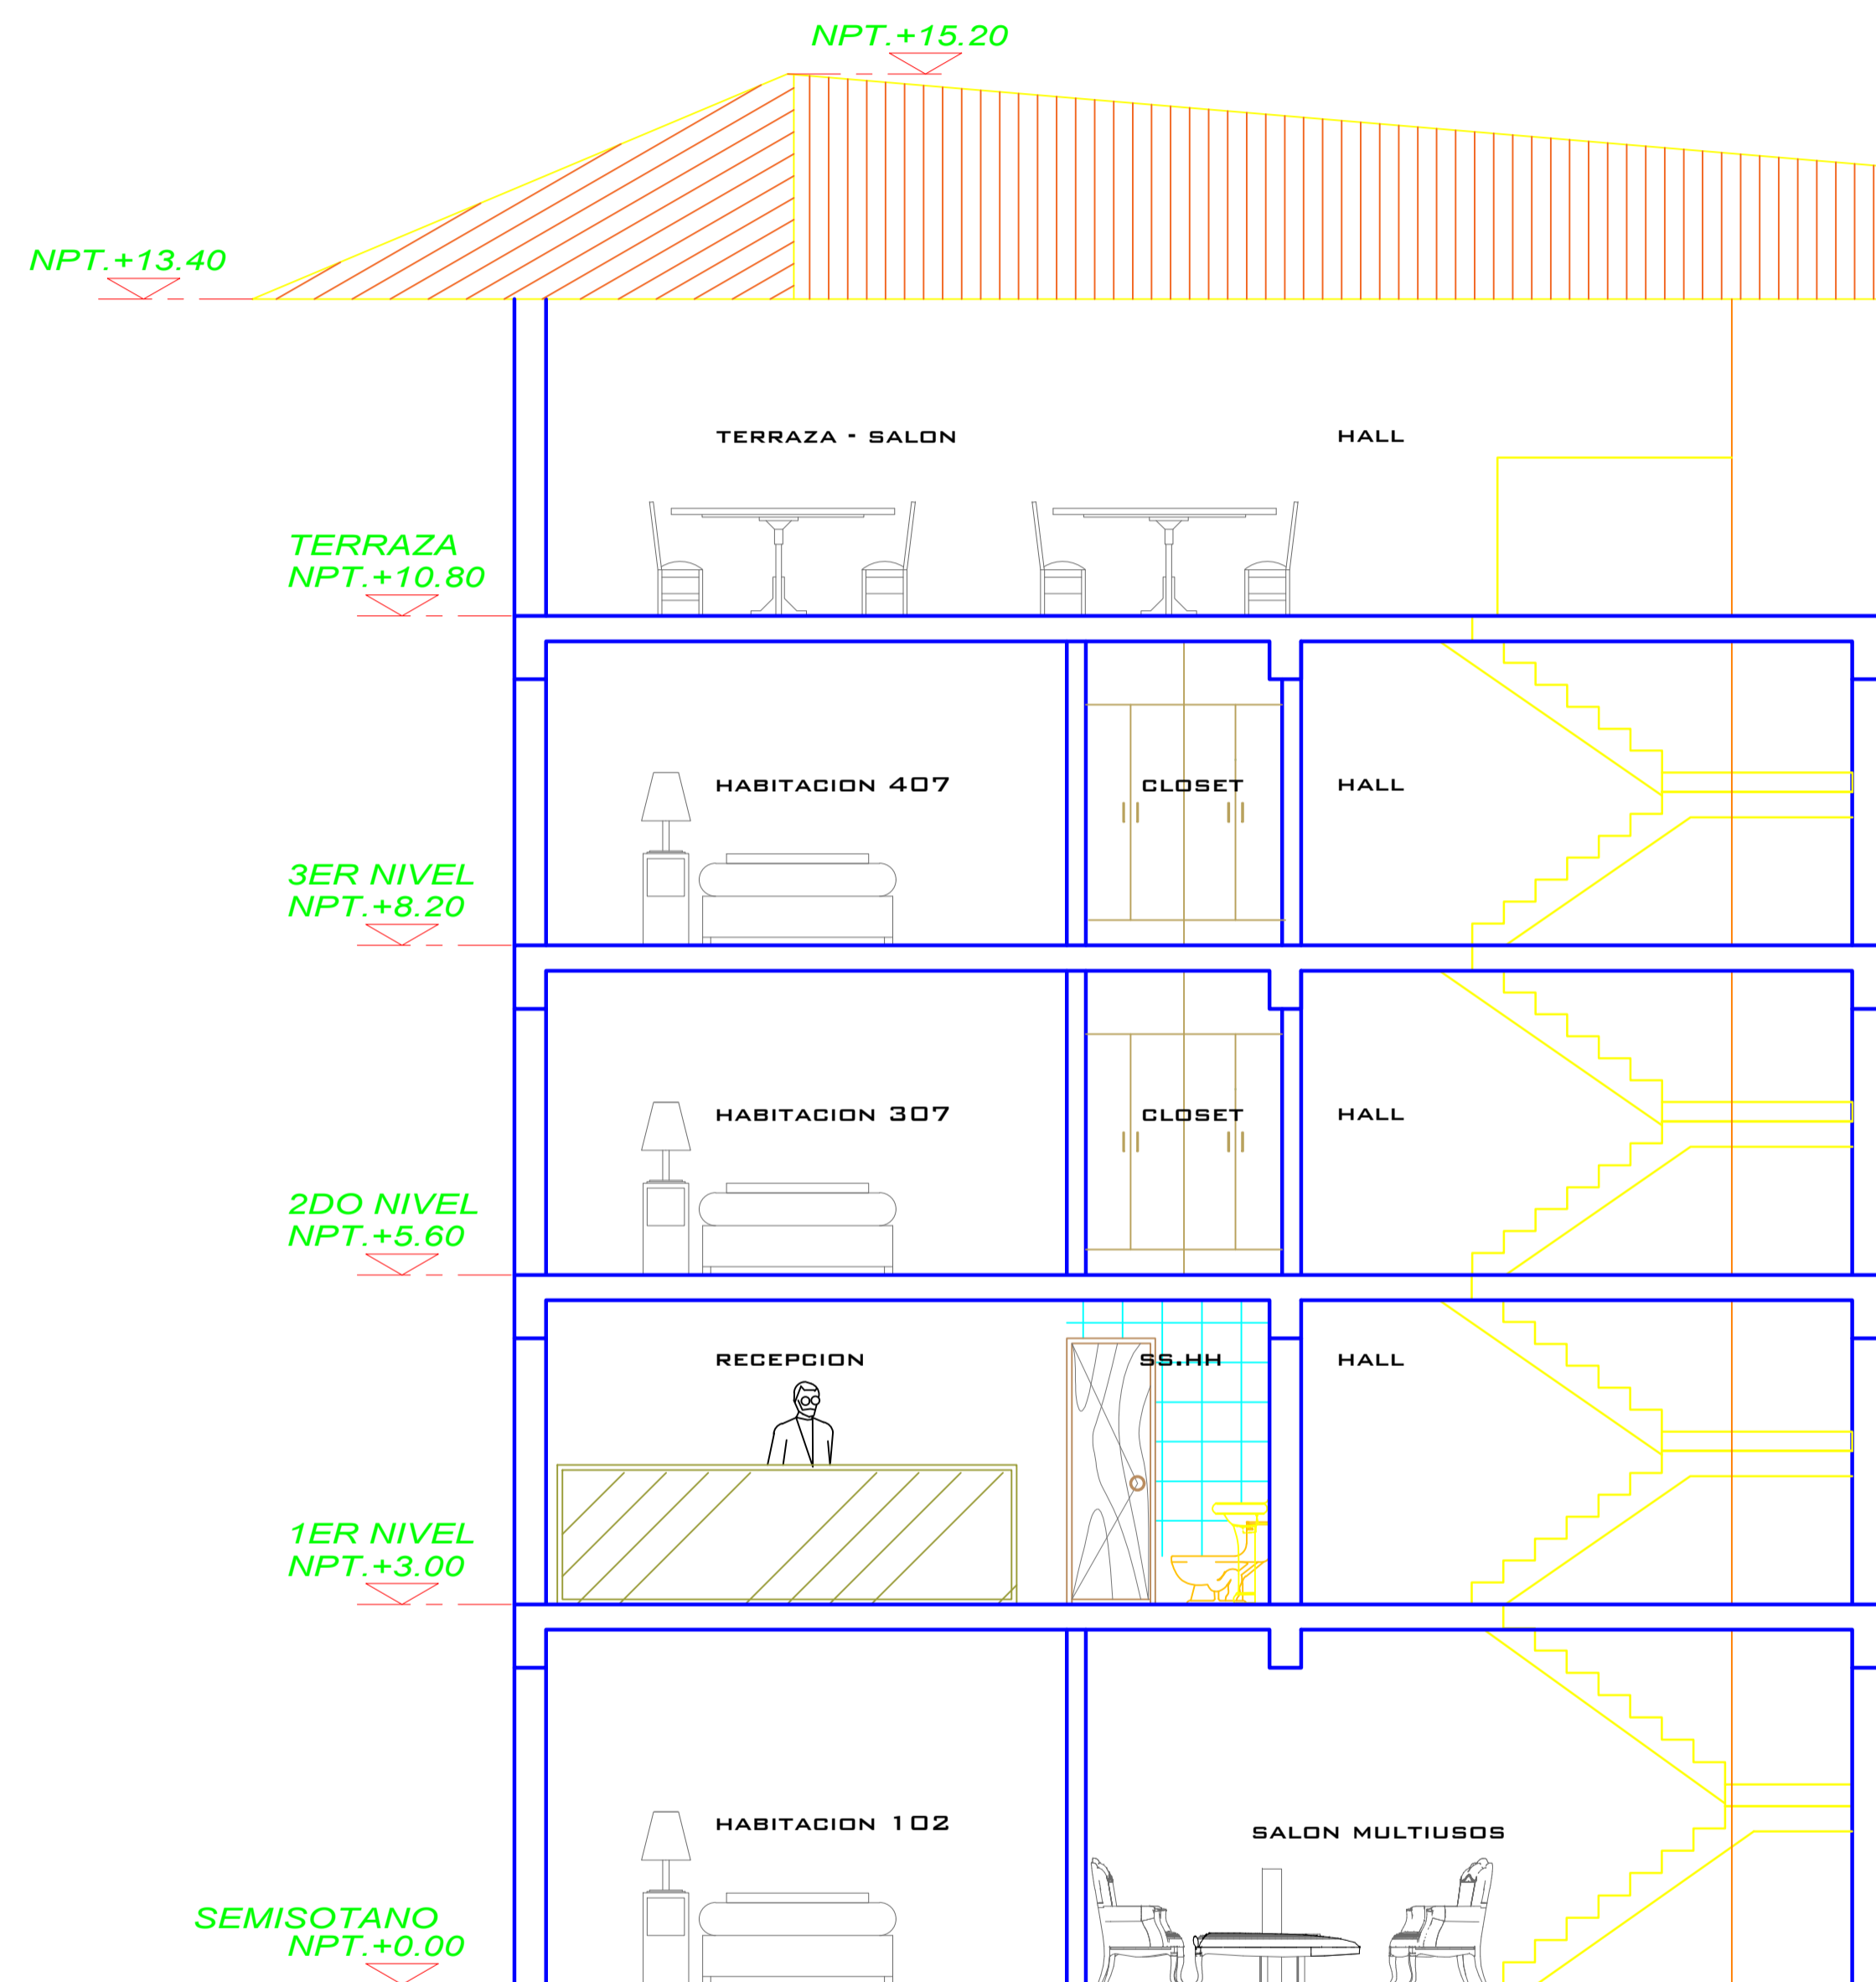 NPT.+15.20
NPT.+13.40
TERRAZA - SALON
HALL
TERRAZA
NPT.+10.80
HABITACION 407
CLOSET
HALL
3ER NIVEL
NPT.+8.20
HABITACION 307
CLOSET
HALL
2DO NIVEL
NPT.+5.60
RECEPCION
SS.HH
HALL
1ER NIVEL
NPT.+3.00
HABITACION 102
SALON MULTIUSOS
SEMISOTANO
NPT.+0.00